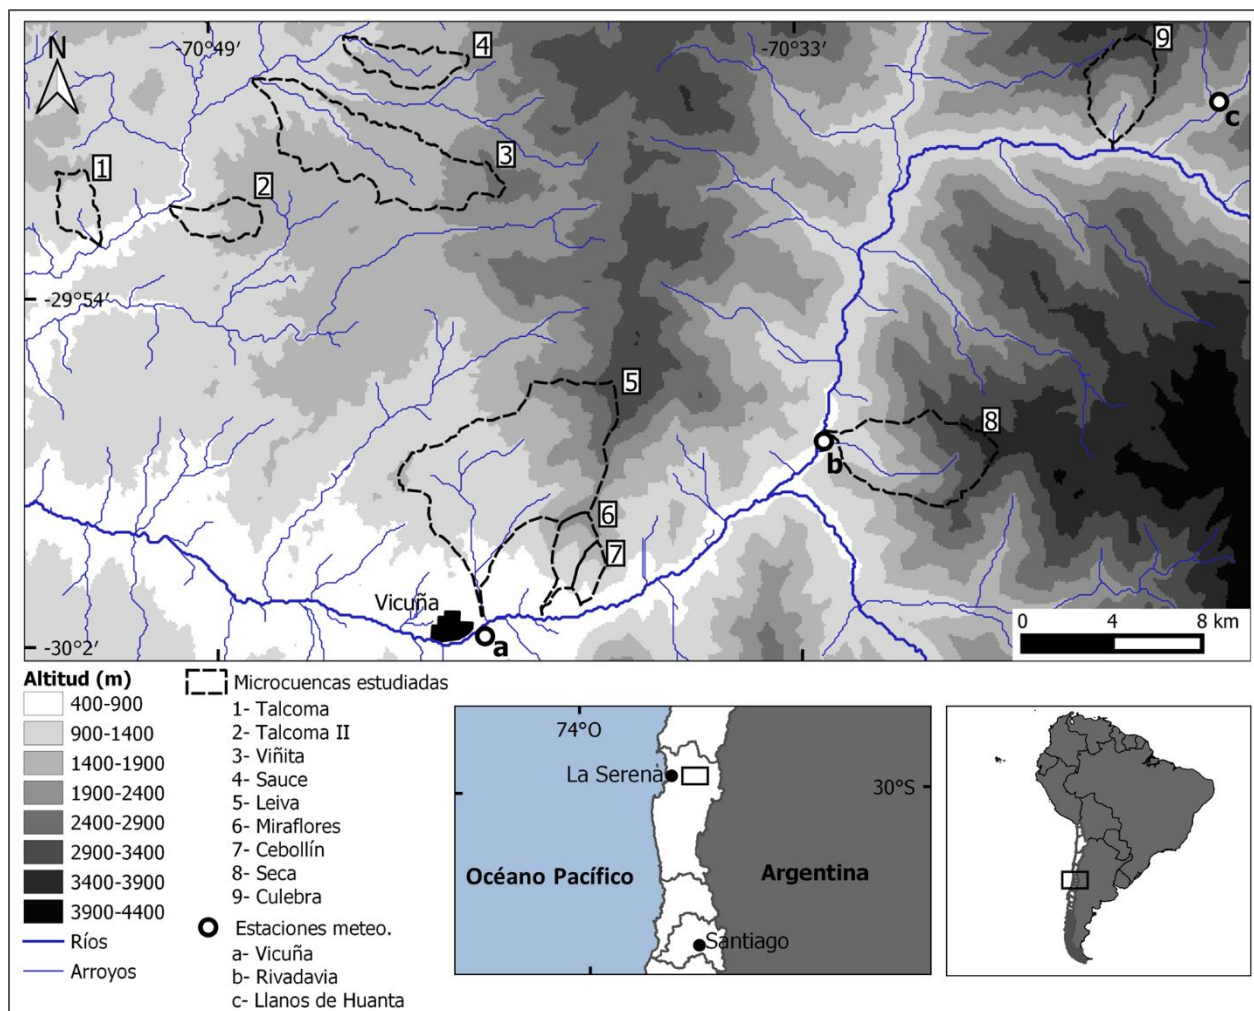 N
-70°49′
-70°33′
4
9
c
3
1
2
-29°54′
5
8
b
6
7
Vicuña
a
0 4 8 km
-30°2′
Altitud (m)
400-900
900-1400
1400-1900
1900-2400
2400-2900
2900-3400
3400-3900
3900-4400
Ríos
Arroyos
Microcuencas estudiadas
1- Talcoma
2- Talcoma II
3- Viñita
4- Sauce
5- Leiva
6- Miraflores
7- Cebollín
8- Seca
9- Culebra
Estaciones meteo.
a- Vicuña
b- Rivadavia
c- Llanos de Huanta
74°O
La Serena
30°S
Océano Pacífico
Argentina
Santiago